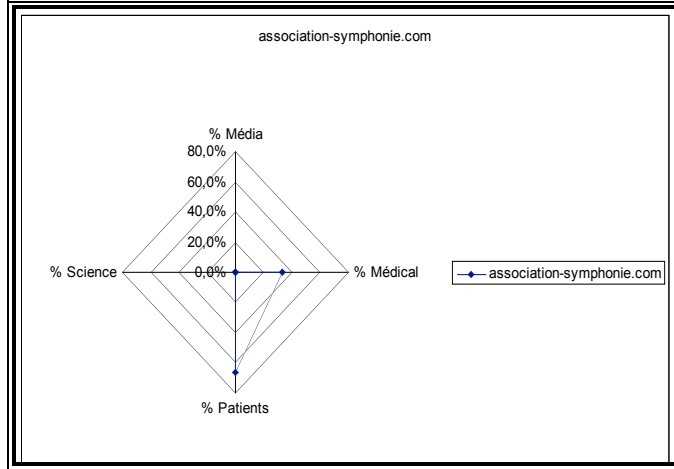 association-symphonie.com
% Média
80,0%
60,0%
40,0%
20,0%
% Science
0,0%
% Médical
association-symphonie.com
% Patients